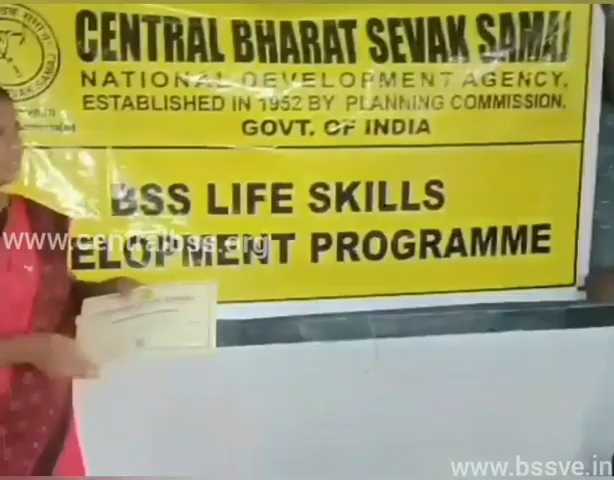 CENTRAL BHARAT SEVAK SAMAJ
NATIONAL DEVELOPMENT AGENCY,
ESTABLISHED IN 1952 BY PLANNING COMMISSION,
GOVT. OF INDIA
BSS LIFE SKILLS
ELOPMENT PROGRAMME
www.centralbss.org
www.bssve.in